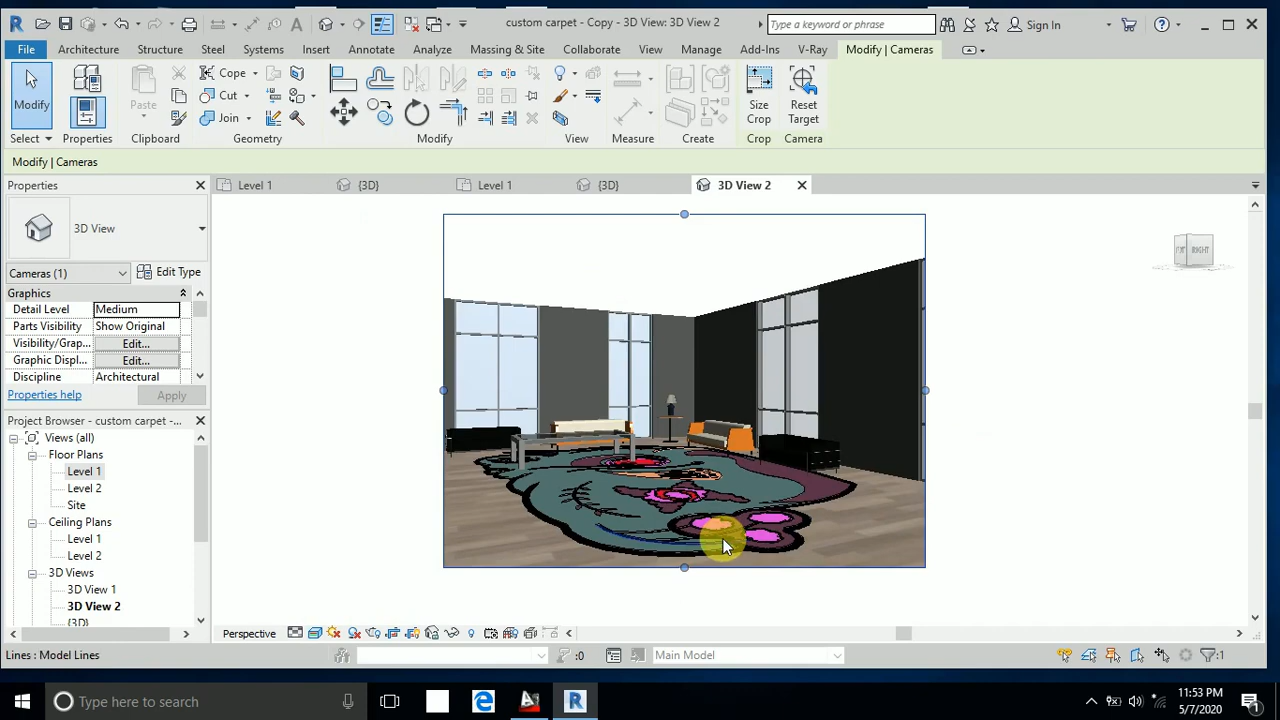 custom carpet - Copy - 3D View: 3D View 2
Type a keyword or phrase
Sign In
File Architecture Structure Steel Systems Insert Annotate Analyze Massing & Site Collaborate View Manage Add-Ins V-Ray Modify | Cameras
Modify
Paste
Cope
Cut
Join
Size
Crop
Reset
Target
Select Properties Clipboard Geometry Modify View Measure Create Crop Camera
Modify | Cameras
Properties
Level 1 {3D} Level 1 {3D} 3D View 2
3D View
RIGHT
Cameras (1) Edit Type
Graphics
Detail Level Medium
Parts Visibility Show Original
Visibility/Grap... Edit...
Graphic Displ... Edit...
Discipline Architectural
Properties help Apply
Project Browser - custom carpet -...
Views (all)
Floor Plans
Level 1
Level 2
Site
Ceiling Plans
Level 1
Level 2
3D Views
3D View 1
3D View 2
{3D}
Perspective
Lines : Model Lines
:0
Main Model
:1
Type here to search
11:53 PM
5/7/2020
1